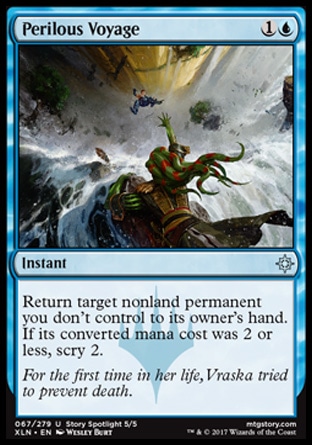 Perilous Voyage 1
Instant
Return target nonland permanent
you don't control to its owner's hand.
If its converted mana cost was 2 or
less, scry 2.
For the first time in her life, Vraska tried
to prevent death.
067/279 U Story Spotlight 5/5
mtgstory.com
XLN • EN Wesley Burt
™ & © 2017 Wizards of the Coast